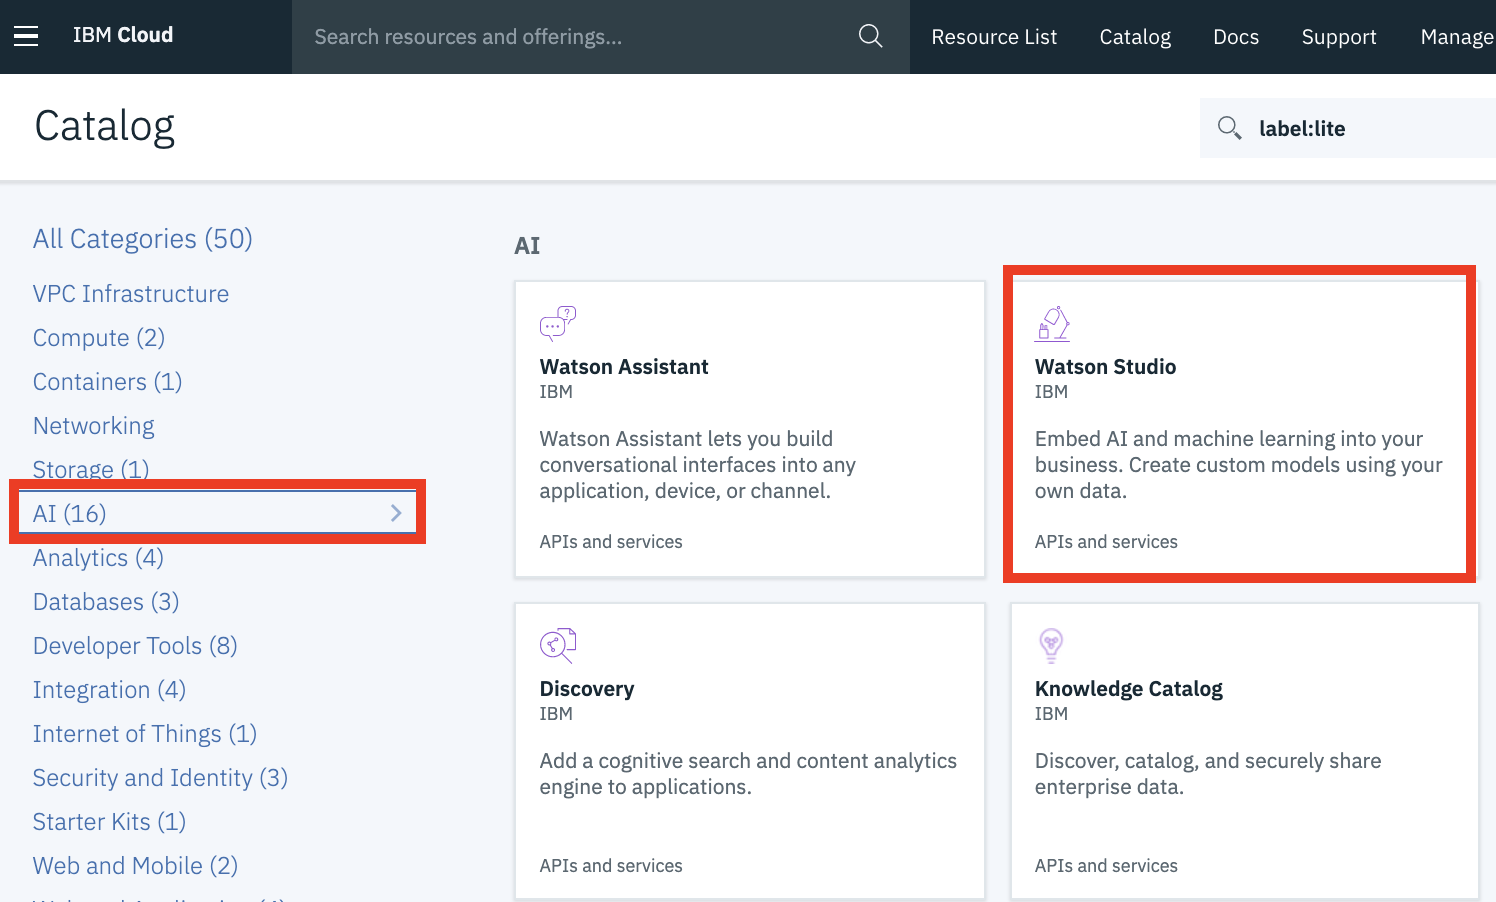 IBM Cloud
Search resources and offerings...
Resource List
Catalog
Docs
Support
Manage
Catalog
label:lite
All Categories (50)
VPC Infrastructure
Compute (2)
Containers (1)
Networking
Storage (1)
AI (16)
Analytics (4)
Databases (3)
Developer Tools (8)
Integration (4)
Internet of Things (1)
Security and Identity (3)
Starter Kits (1)
Web and Mobile (2)
AI
Watson Assistant
IBM
Watson Assistant lets you build
conversational interfaces into any
application, device, or channel.
APIs and services
Watson Studio
IBM
Embed AI and machine learning into your
business. Create custom models using your
own data.
APIs and services
Discovery
IBM
Add a cognitive search and content analytics
engine to applications.
APIs and services
Knowledge Catalog
IBM
Discover, catalog, and securely share
enterprise data.
APIs and services